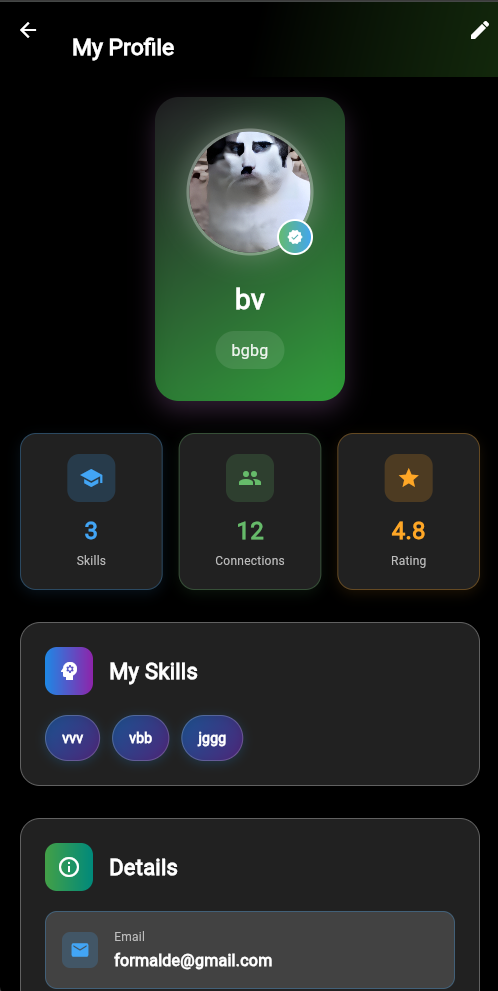 My Profile
bv
bgbg
3
Skills
12
Connections
4.8
Rating
My Skills
vvv
vbb
jggg
Details
Email
formalde@gmail.com